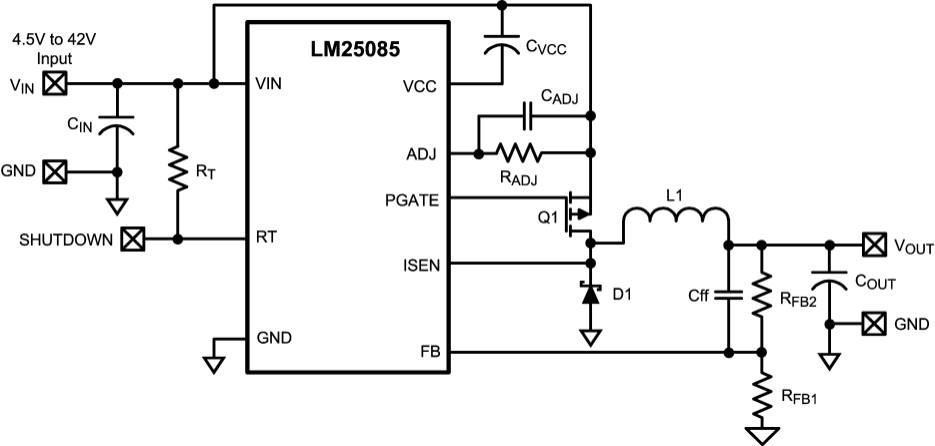 4.5V to 42V
Input
VIN
GND
SHUTDOWN
CIN
RT
LM25085
VIN
RT
GND
VCC
ADJ
PGATE
ISEN
FB
CVCC
CADJ
RADJ
Q1
D1
L1
Cff
RFB2
RFB1
COUT
VOUT
GND